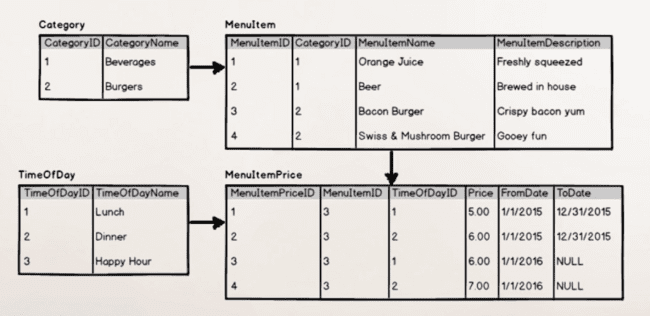 Category
CategoryID CategoryName
1 Beverages
2 Burgers
MenuItem
MenuItemID CategoryID MenuItemName MenuItemDescription
1 1 Orange Juice Freshly squeezed
2 1 Beer Brewed in house
3 2 Bacon Burger Crispy bacon yum
4 2 Swiss & Mushroom Burger Gooey fun
TimeOfDay
TimeOfDayID TimeOfDayName
1 Lunch
2 Dinner
3 Happy Hour
MenuItemPrice
MenuItemPriceID MenuItemID TimeOfDayID Price FromDate ToDate
1 3 1 5.00 1/1/2015 12/31/2015
2 3 2 6.00 1/1/2015 12/31/2015
3 3 1 6.00 1/1/2016 NULL
4 3 2 7.00 1/1/2016 NULL